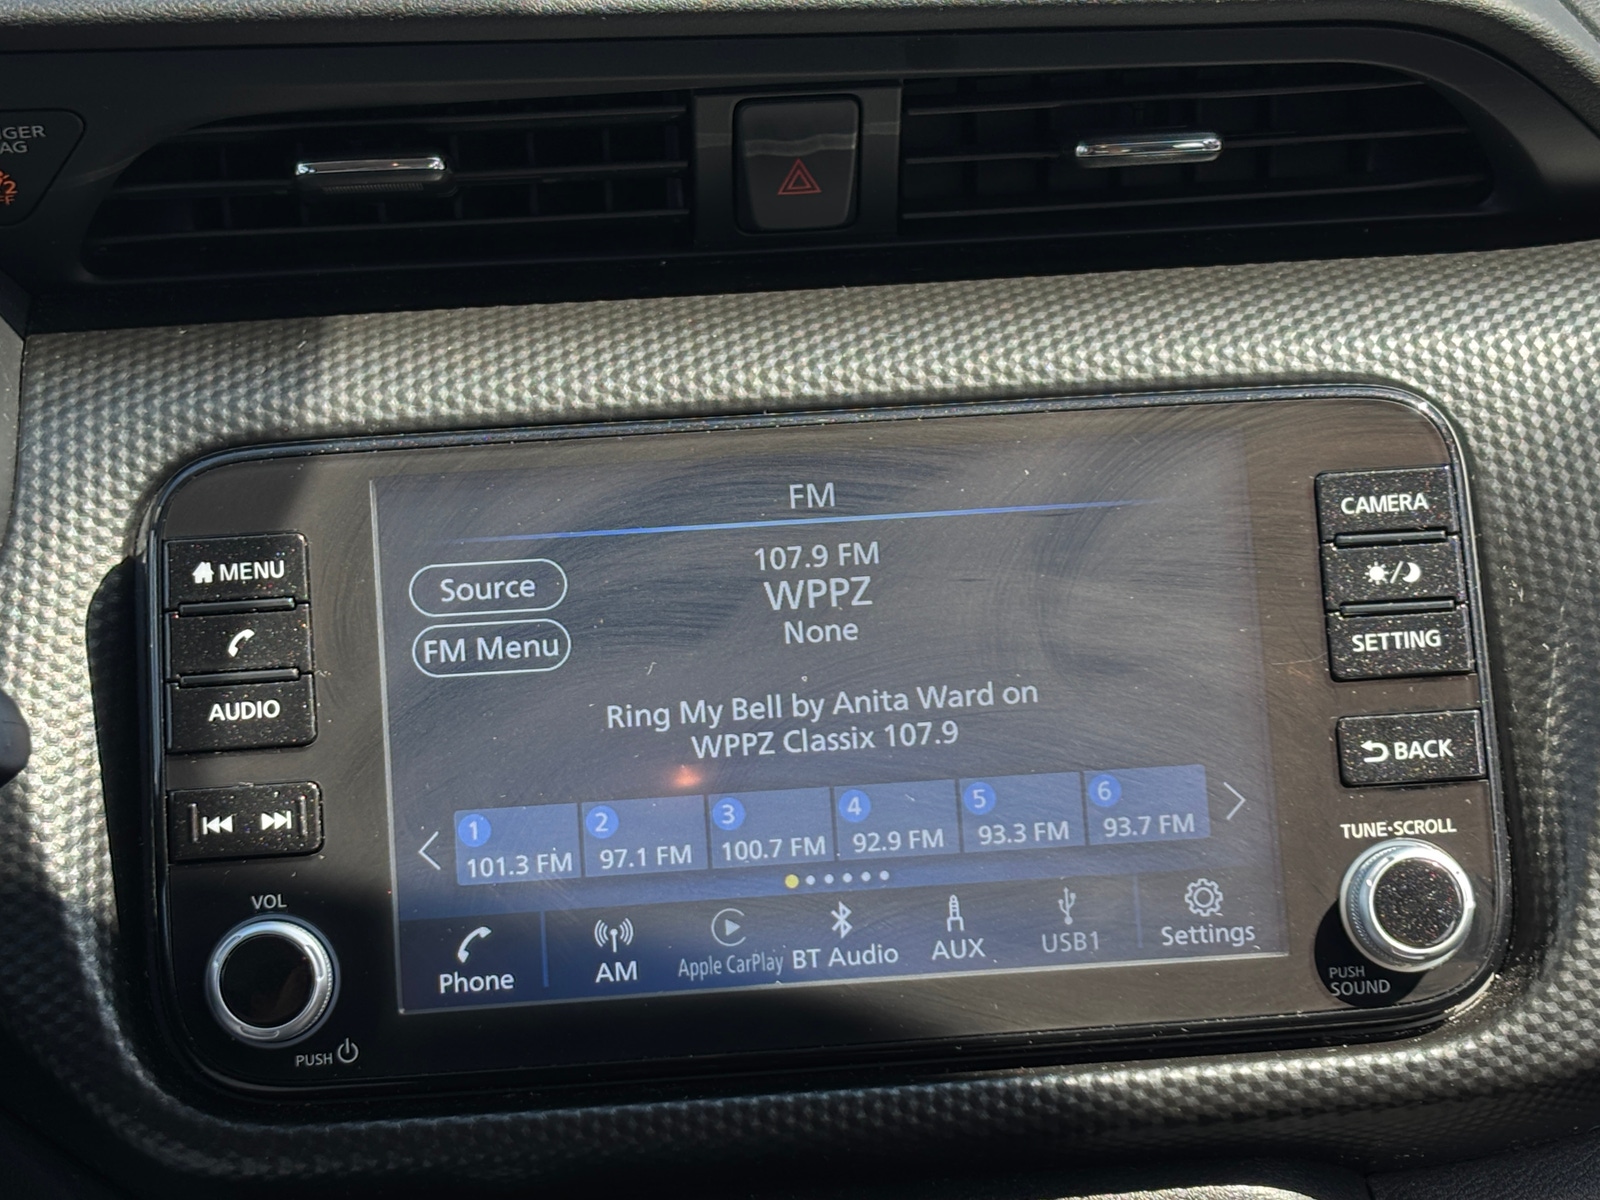 FM
107.9 FM
WPPZ
None
Source
FM Menu
Ring My Bell by Anita Ward on
WPPZ Classix 107.9
1
101.3 FM
2
97.1 FM
3
100.7 FM
4
92.9 FM
5
93.3 FM
6
93.7 FM
Phone
AM
Apple CarPlay
BT Audio
AUX
USB1
Settings
MENU
AUDIO
VOL
PUSH
CAMERA
SETTING
BACK
TUNE·SCROLL
PUSH
SOUND